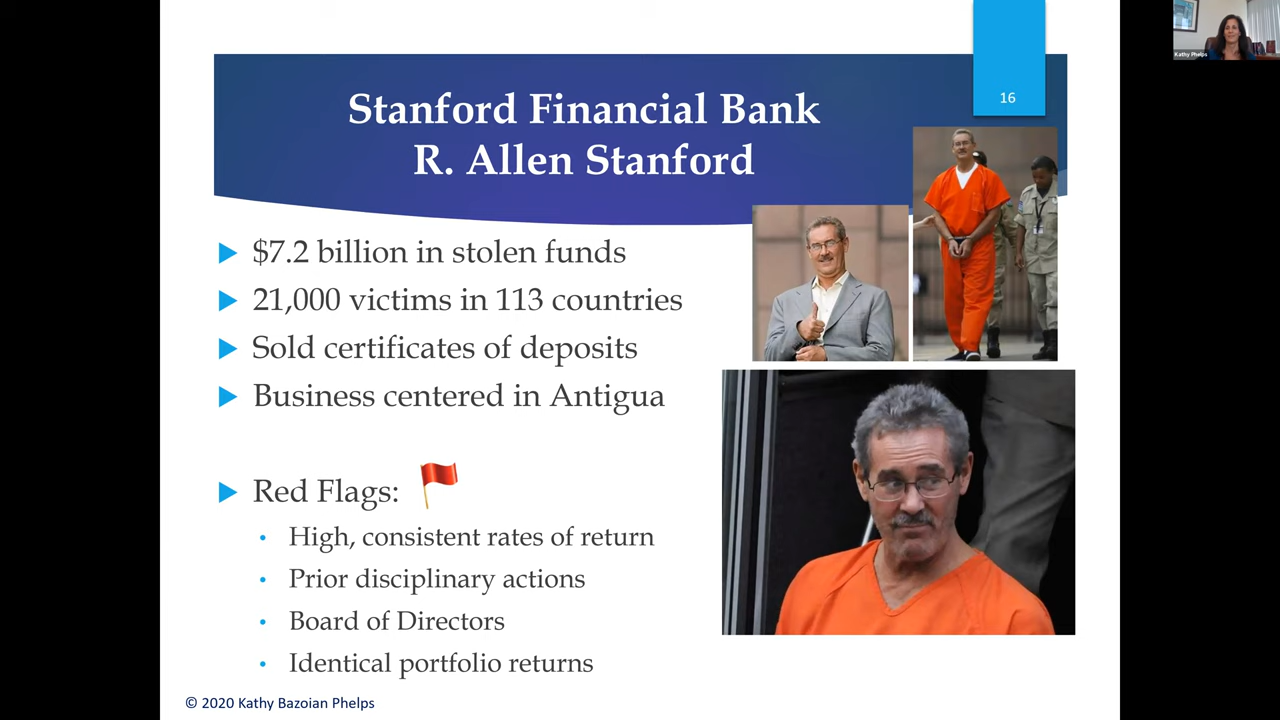 Stanford Financial Bank
R. Allen Stanford
16
Kathy Phelps
$7.2 billion in stolen funds
21,000 victims in 113 countries
Sold certificates of deposits
Business centered in Antigua
Red Flags:
High, consistent rates of return
Prior disciplinary actions
Board of Directors
Identical portfolio returns
© 2020 Kathy Bazoian Phelps